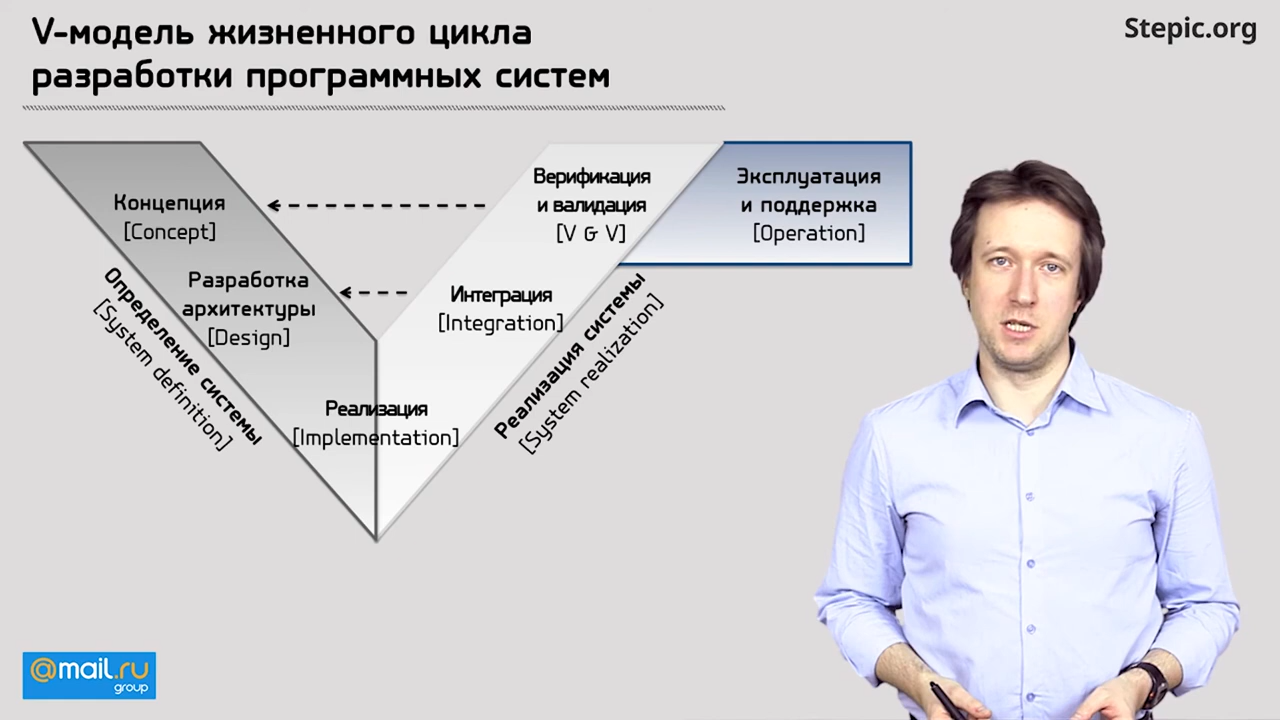 V-модель жизненного цикла
разработки программных систем
Stepic.org
Концепция
[Concept]
Разработка
архитектуры
[Design]
Определение системы
[System definition]
Реализация
[Implementation]
Интеграция
[Integration]
Верификация
и валидация
[V & V]
Реализация системы
[System realization]
Эксплуатация
и поддержка
[Operation]
@mail.ru
group